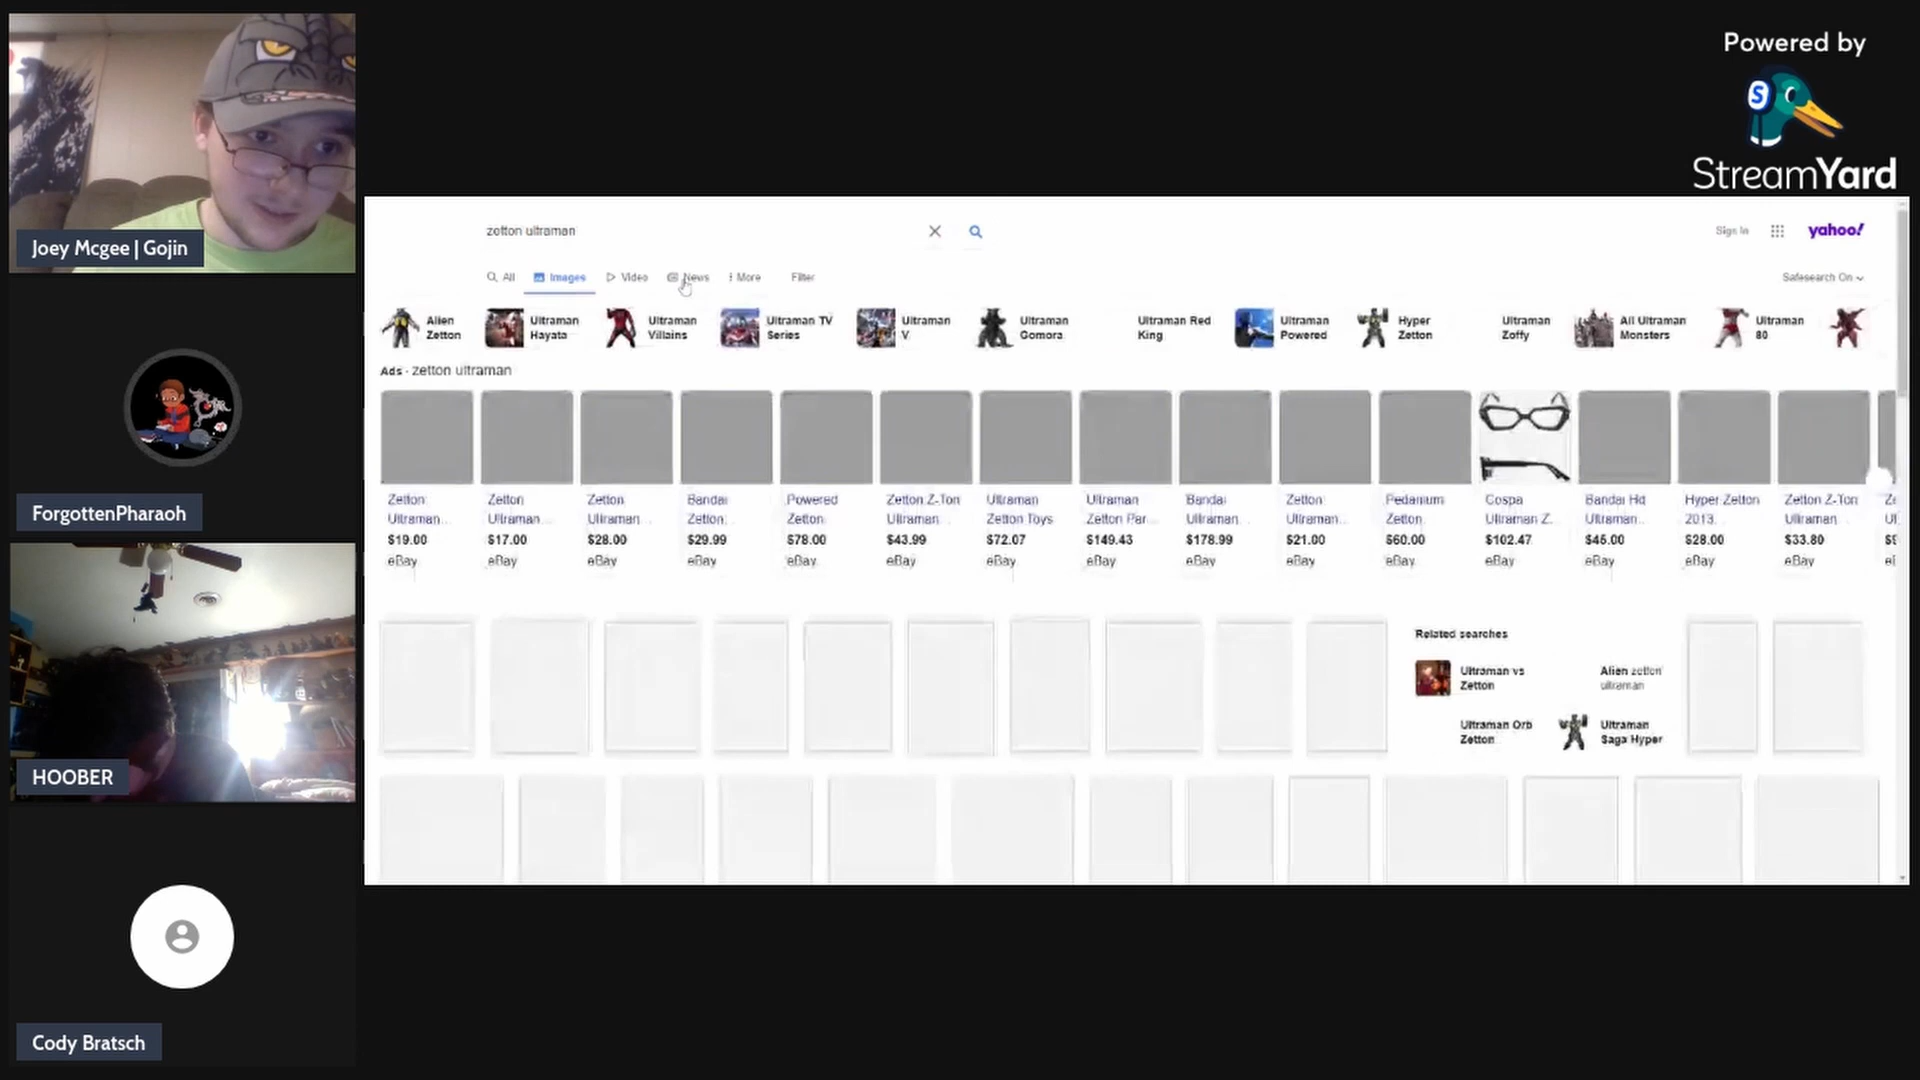 Joey Mcgee | Gojin
ForgottenPharaoh
HOOBER
Cody Bratsch
Powered by
S
StreamYard
zetton ultraman
Sign In
yahoo!
All
Images
Video
News
More
Filter
Safesearch On
Alien
Zetton
Ultraman
Hayata
Ultraman
Villains
Ultraman TV
Series
Ultraman
V
Ultraman
Gomora
Ultraman Red
King
Ultraman
Powered
Hyper
Zetton
Ultraman
Zoffy
All Ultraman
Monsters
Ultraman
80
Ads · zetton ultraman
Zetton
Ultraman...
$19.00
eBay
Zetton
Ultraman...
$17.00
eBay
Zetton
Ultraman...
$28.00
eBay
Bandai
Zetton...
$29.99
eBay
Powered
Zetton
$78.00
eBay
Zetton Z-Ton
Ultraman...
$43.99
eBay
Ultraman
Zetton Toys
$72.07
eBay
Ultraman
Zetton Par...
$149.43
eBay
Bandai
Ultraman...
$178.99
eBay
Zetton
Ultraman...
$21.00
eBay
Pedanium
Zetton
$60.00
eBay
Cospa
Ultraman Z...
$102.47
eBay
Bandai Hd
Ultraman...
$45.00
eBay
Hyper Zetton
2013...
$28.00
eBay
Zetton Z-Ton
Ultraman...
$33.80
eBay
Related searches
Ultraman vs
Zetton
Alien zetton
ultraman
Ultraman Orb
Zetton
Ultraman
Saga Hyper